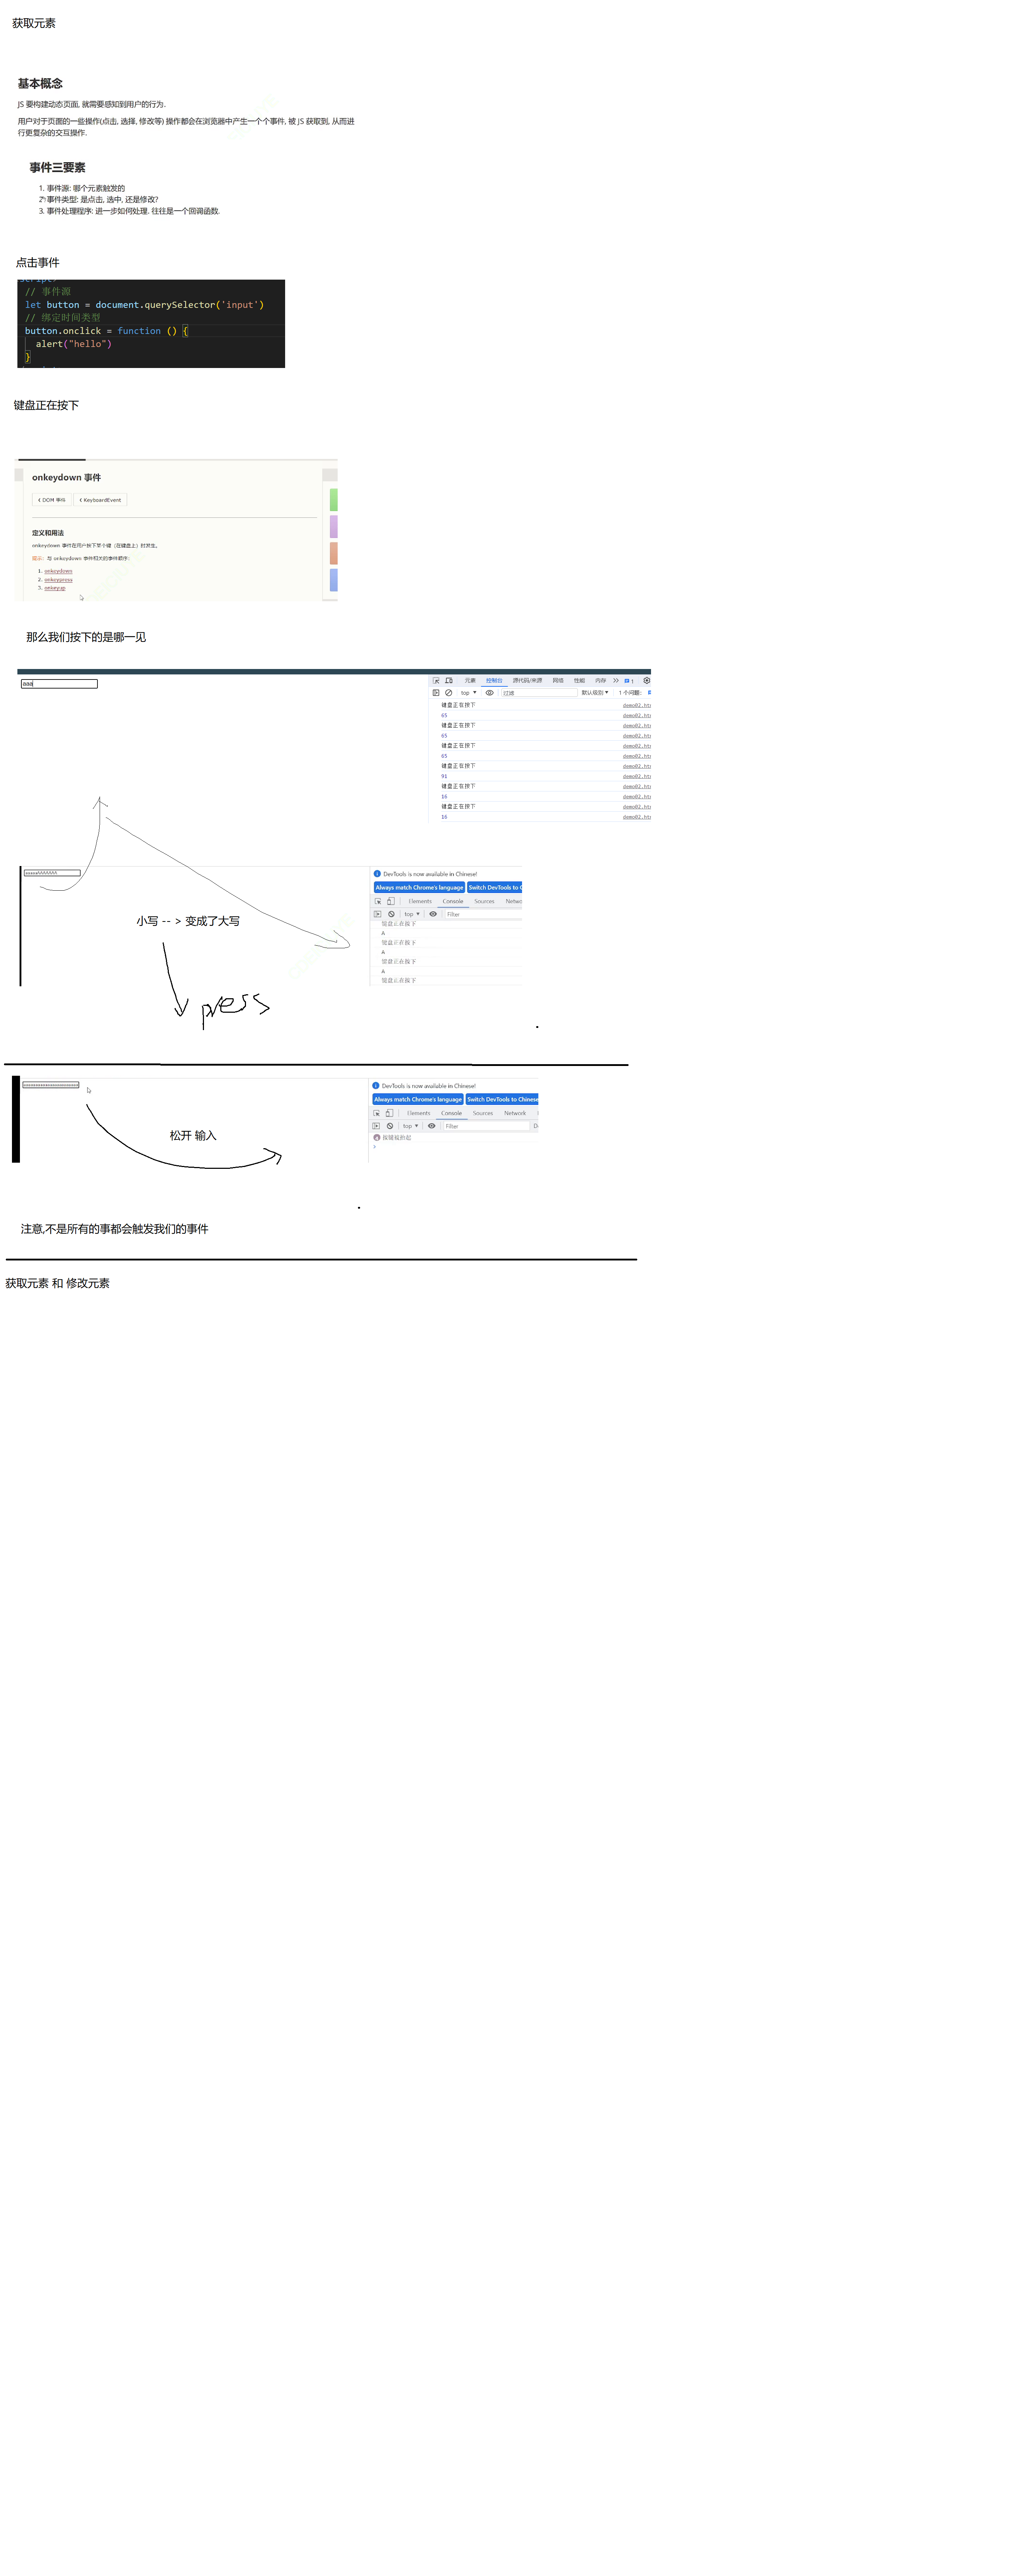 获取元素
基本概念
JS 要构建动态页面, 就需要感知到用户的行为.
用户对于页面的一些操作(点击, 选择, 修改等) 操作都会在浏览器中产生一个个事件, 被 JS 获取到, 从而进
行更复杂的交互操作.
事件三要素
1. 事件源: 哪个元素触发的
2. 事件类型: 是点击, 选中, 还是修改?
3. 事件处理程序: 进一步如何处理. 往往是一个回调函数.
点击事件
// 事件源
let button = document.querySelector('input')
// 绑定时间类型
button.onclick = function () {
alert("hello")
}
键盘正在按下
onkeydown 事件
DOM 事件 KeyboardEvent
定义和用法
onkeydown 事件在用户按下某个键（在键盘上）时发生。
提示： 与 onkeydown 事件相关的事件顺序：
1. onkeydown
2. onkeypress
3. onkeyup
那么我们按下的是哪一见
aaa
元素 控制台 源代码/来源 网络 性能 内存 1
top 过滤 默认级别 1 个问题:
键盘正在按下 demo02.ht
65 demo02.ht
键盘正在按下 demo02.ht
65 demo02.ht
键盘正在按下 demo02.ht
65 demo02.ht
键盘正在按下 demo02.ht
91 demo02.ht
键盘正在按下 demo02.ht
16 demo02.ht
键盘正在按下 demo02.ht
16 demo02.ht
DevTools is now available in Chinese!
Always match Chrome's language Switch DevTools to C
Elements Console Sources Netwo
top Filter
键盘正在按下
A
键盘正在按下
A
键盘正在按下
A
键盘正在按下
小写 -- > 变成了大写
press
DevTools is now available in Chinese!
Always match Chrome's language Switch DevTools to Chinese
Elements Console Sources Network
top Filter D
按键被抬起
松开 输入
注意,不是所有的事都会触发我们的事件
获取元素 和 修改元素